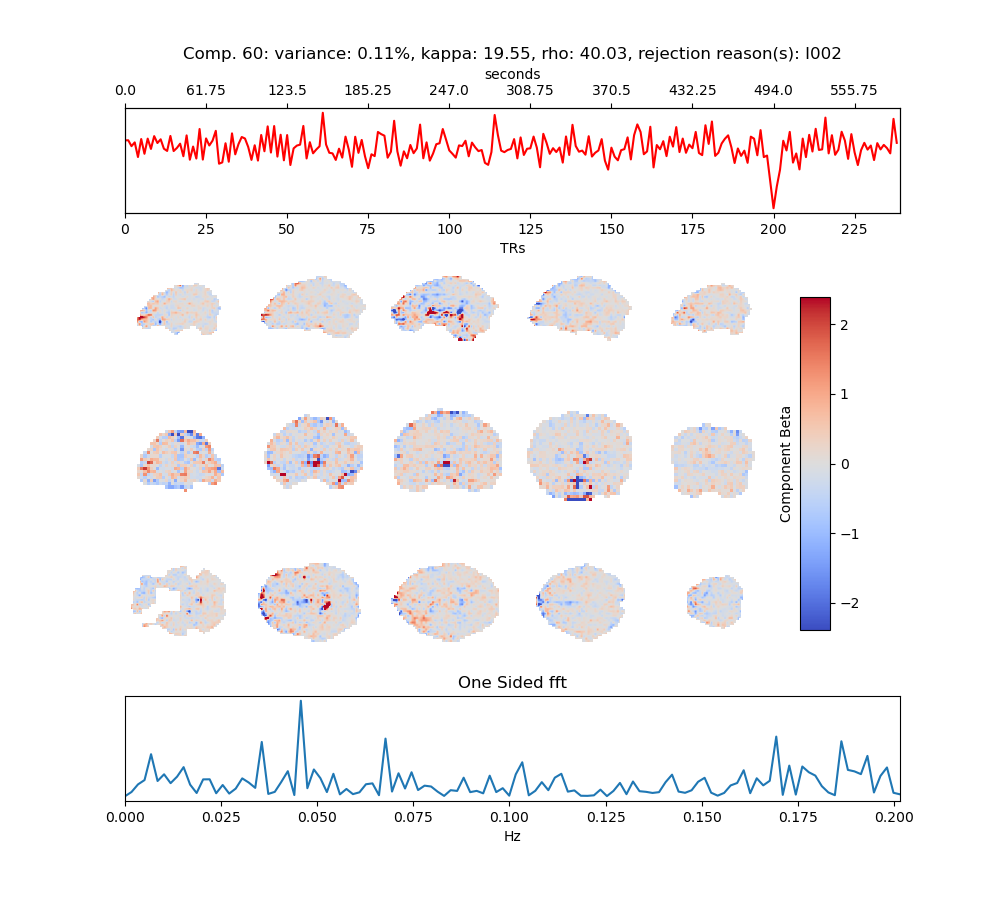 Comp. 60: variance: 0.11%, kappa: 19.55, rho: 40.03, rejection reason(s): I002
seconds
0.0 61.75 123.5 185.25 247.0 308.75 370.5 432.25 494.0 555.75
0 25 50 75 100 125 150 175 200 225
TRs
2
1
0
−1
−2
Component Beta
One Sided fft
0.000 0.025 0.050 0.075 0.100 0.125 0.150 0.175 0.200
Hz